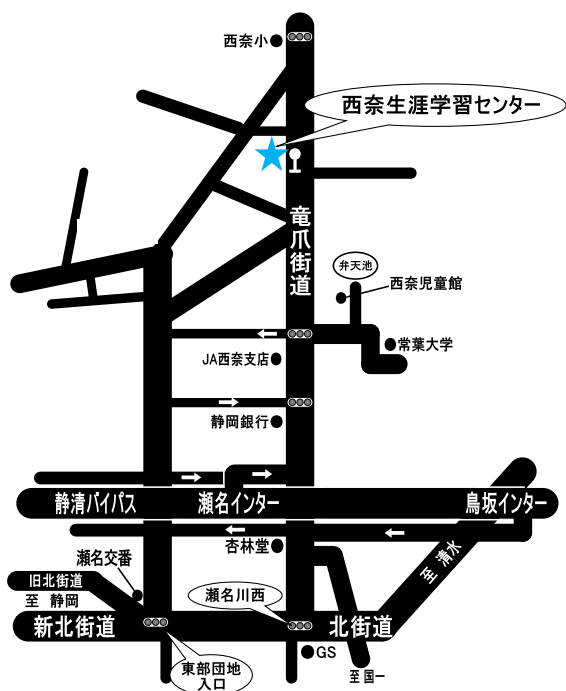 西奈小
西奈生涯学習センター
竜爪街道
弁天池
西奈児童館
常葉大学
JA西奈支店
静岡銀行
静清バイパス
瀬名インター
鳥坂インター
杏林堂
瀬名交番
至 清水
旧北街道
至 静岡
瀬名川西
新北街道
北街道
GS
東部団地
入口
至 国一